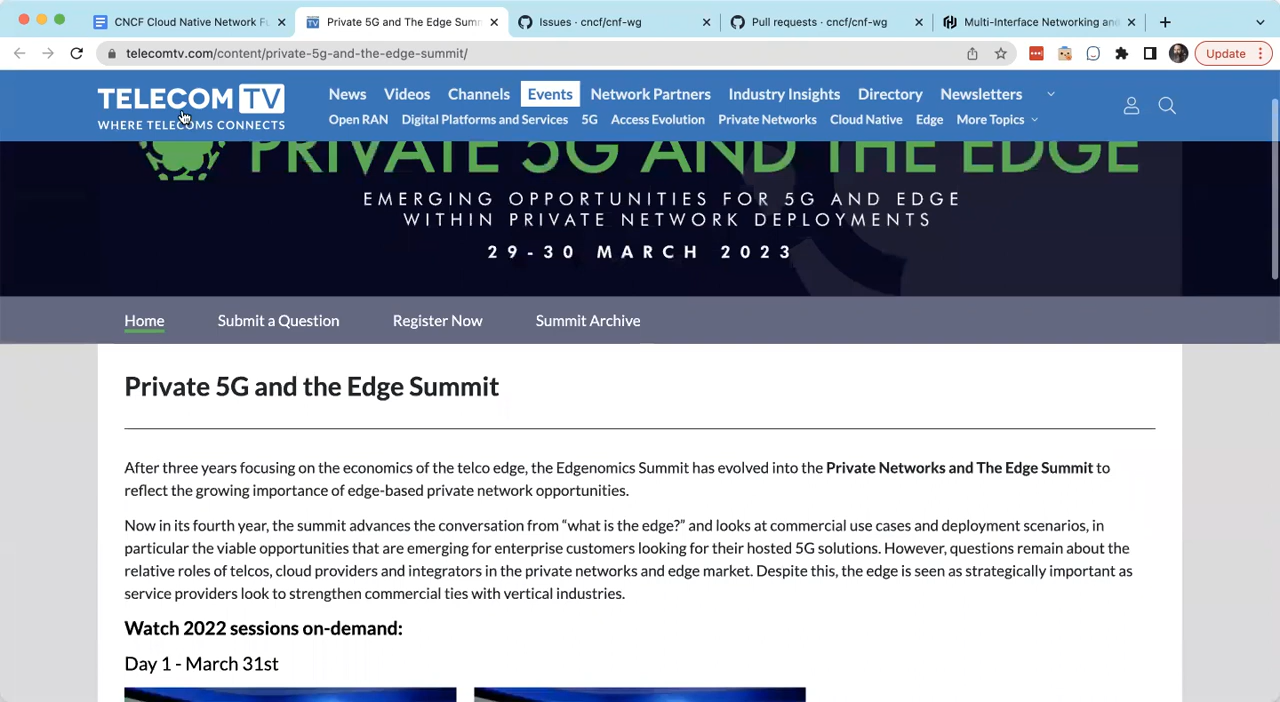 CNCF Cloud Native Network Fu
Private 5G and The Edge Summ
Issues · cncf/cnf-wg
Pull requests · cncf/cnf-wg
Multi-Interface Networking and
telecomtv.com/content/private-5g-and-the-edge-summit/
Update
TELECOM TV
WHERE TELECOMS CONNECTS
News Videos Channels Events Network Partners Industry Insights Directory Newsletters
Open RAN Digital Platforms and Services 5G Access Evolution Private Networks Cloud Native Edge More Topics
PRIVATE 5G AND THE EDGE
EMERGING OPPORTUNITIES FOR 5G AND EDGE
WITHIN PRIVATE NETWORK DEPLOYMENTS
29-30 MARCH 2023
Home Submit a Question Register Now Summit Archive
Private 5G and the Edge Summit
After three years focusing on the economics of the telco edge, the Edgenomics Summit has evolved into the Private Networks and The Edge Summit to
reflect the growing importance of edge-based private network opportunities.
Now in its fourth year, the summit advances the conversation from “what is the edge?” and looks at commercial use cases and deployment scenarios, in
particular the viable opportunities that are emerging for enterprise customers looking for their hosted 5G solutions. However, questions remain about the
relative roles of telcos, cloud providers and integrators in the private networks and edge market. Despite this, the edge is seen as strategically important as
service providers look to strengthen commercial ties with vertical industries.
Watch 2022 sessions on-demand:
Day 1 - March 31st